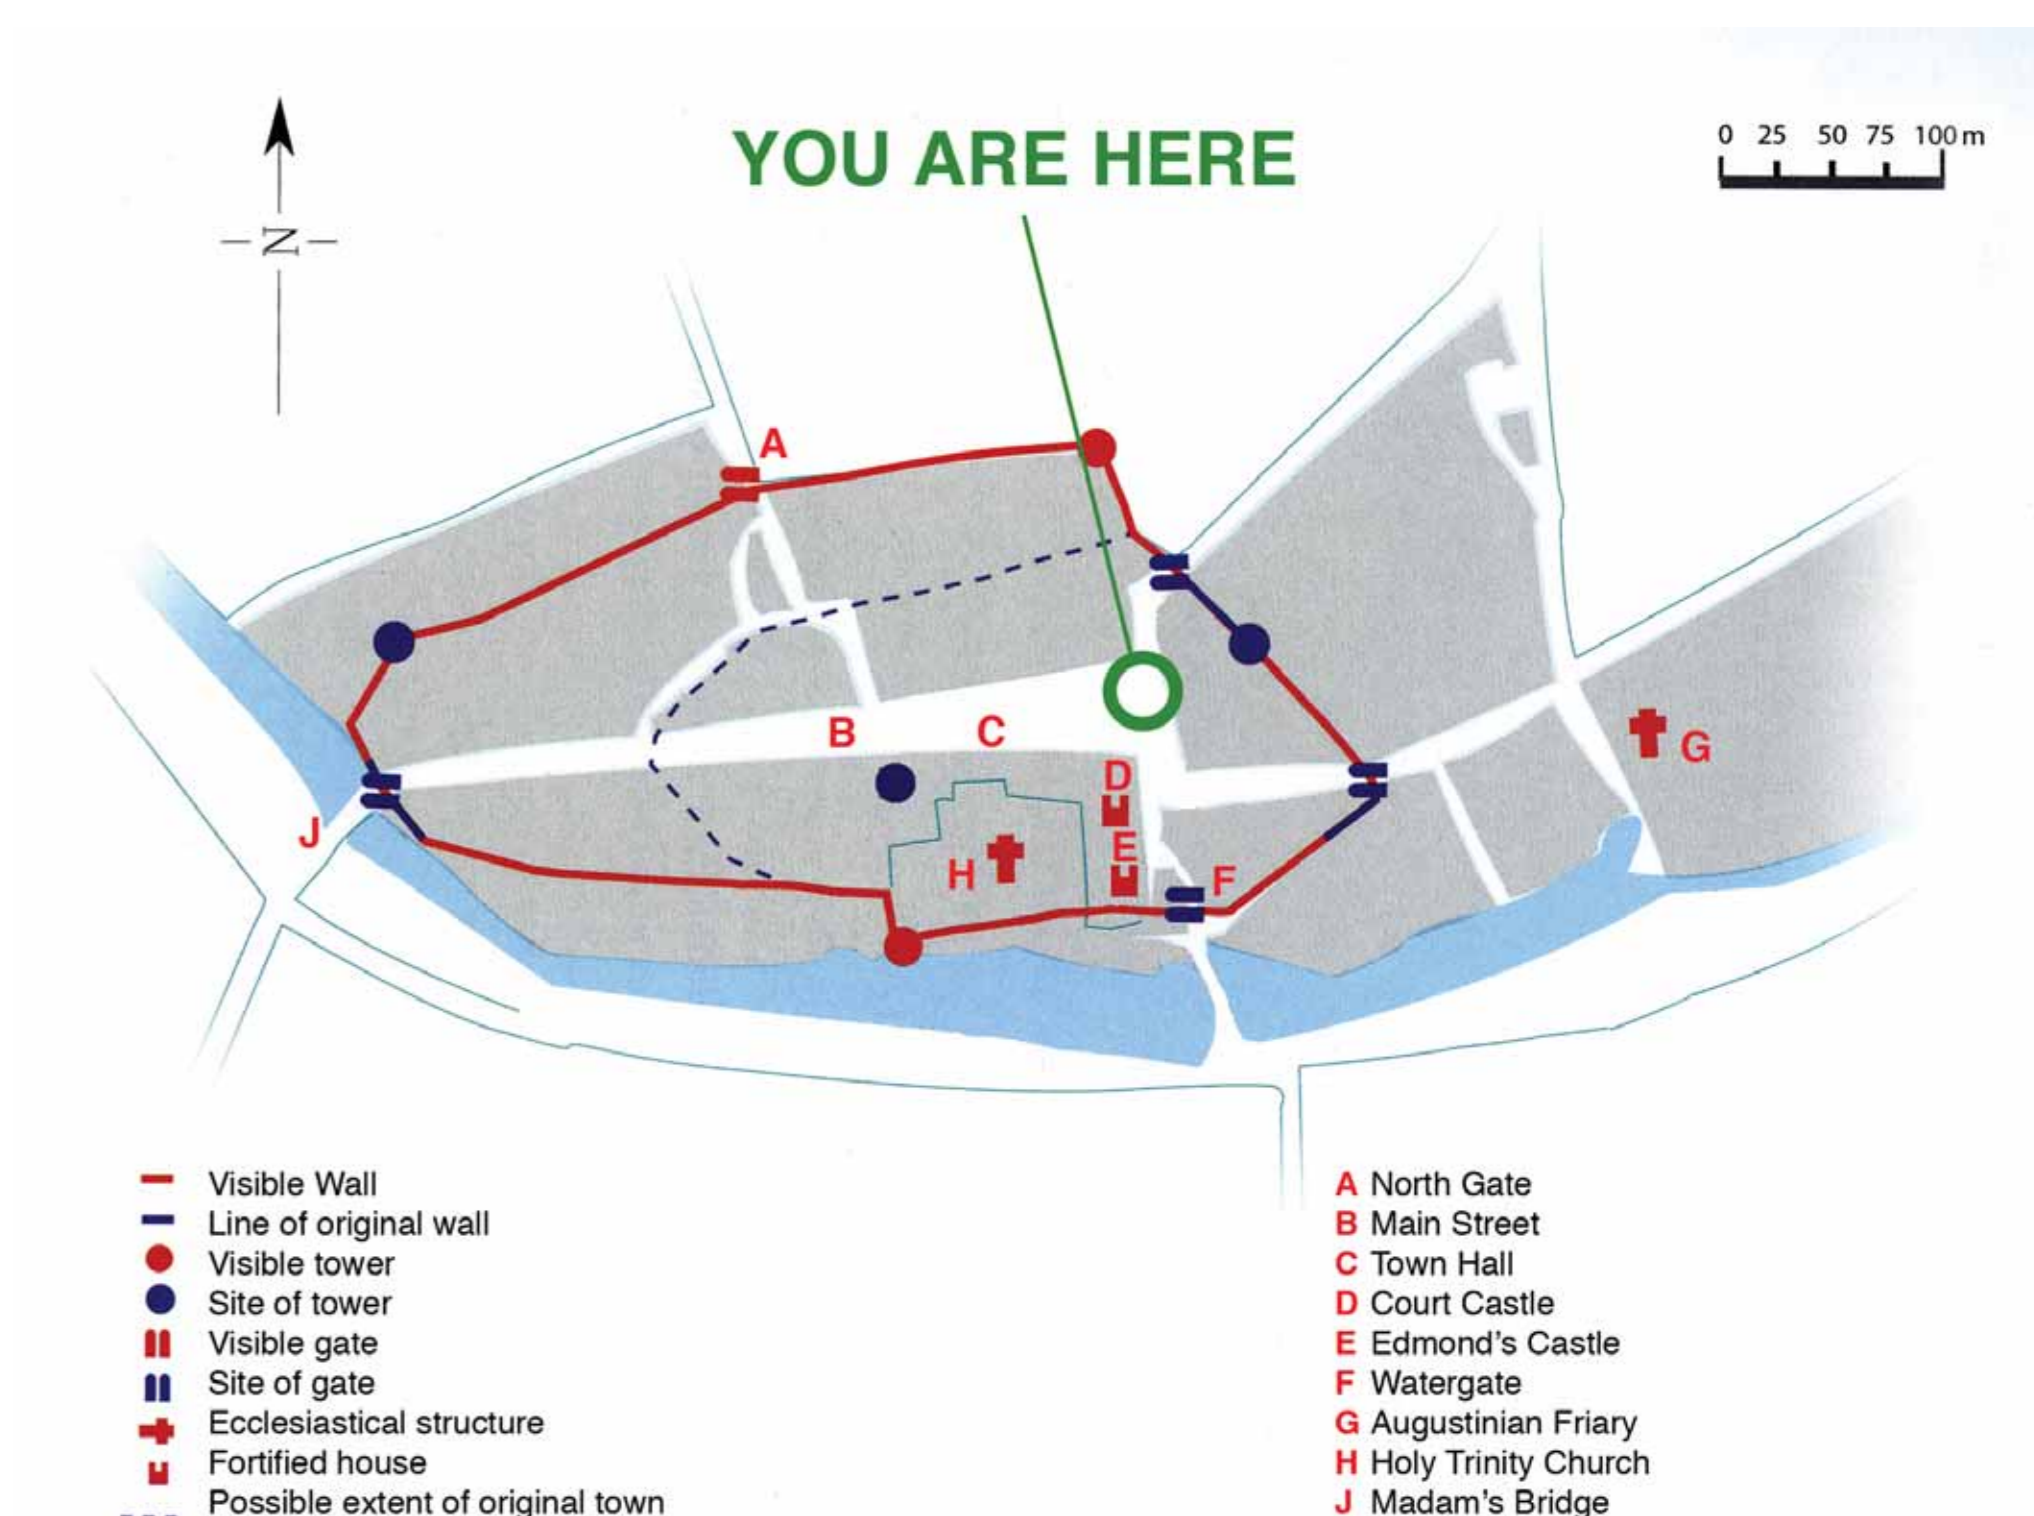 YOU ARE HERE
0 25 50 75 100 m
N
A
B
C
D
E
F
G
H
J
Visible Wall
Line of original wall
Visible tower
Site of tower
Visible gate
Site of gate
Ecclesiastical structure
Fortified house
Possible extent of original town
A North Gate
B Main Street
C Town Hall
D Court Castle
E Edmond's Castle
F Watergate
G Augustinian Friary
H Holy Trinity Church
J Madam's Bridge